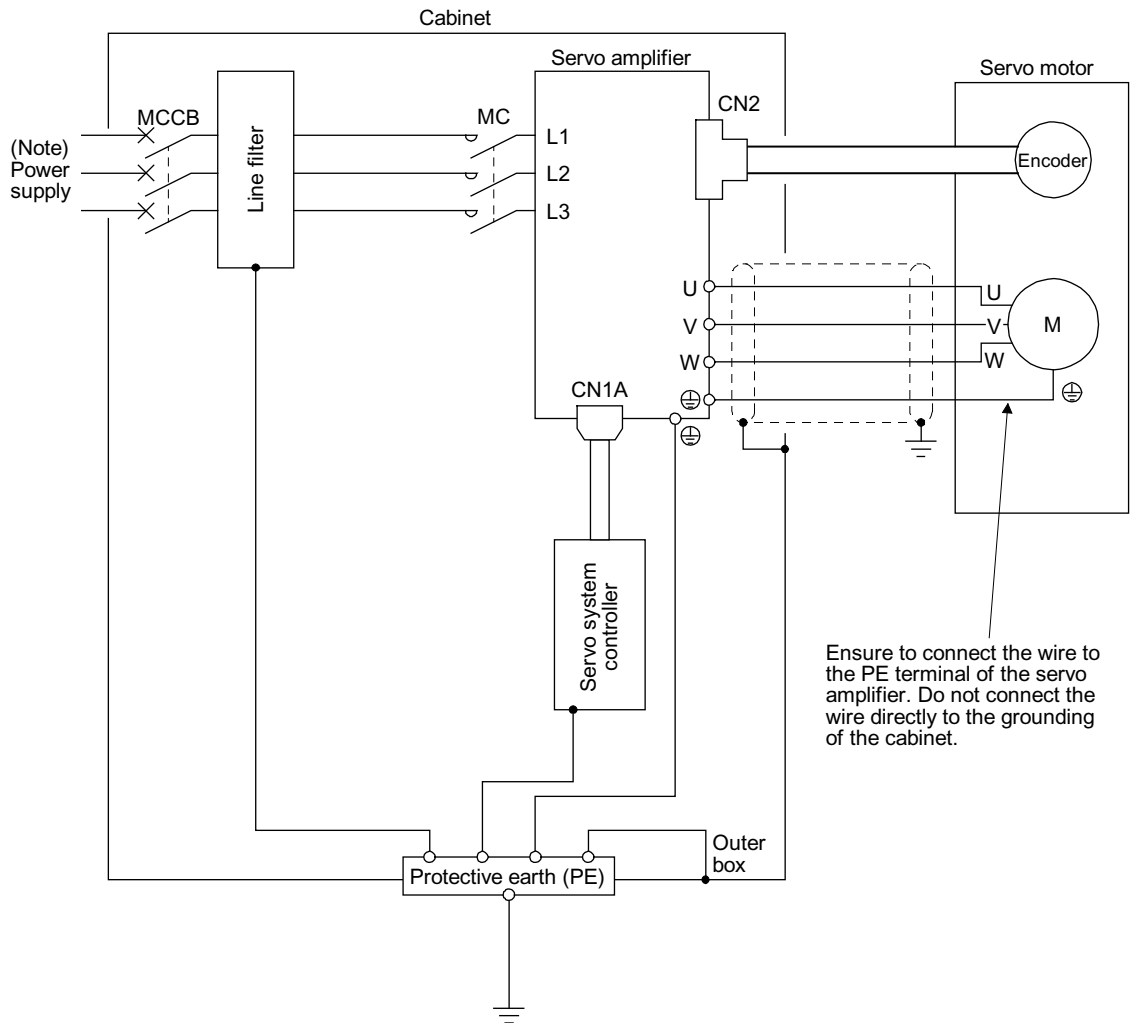 Cabinet
Servo amplifier
Servo motor
MCCB
MC
CN2
(Note)
Power
supply
Line filter
L1
L2
L3
Encoder
U
V
W
U
V
W
M
CN1A
Servo system
controller
Ensure to connect the wire to
the PE terminal of the servo
amplifier. Do not connect the
wire directly to the grounding
of the cabinet.
Outer
box
Protective earth (PE)